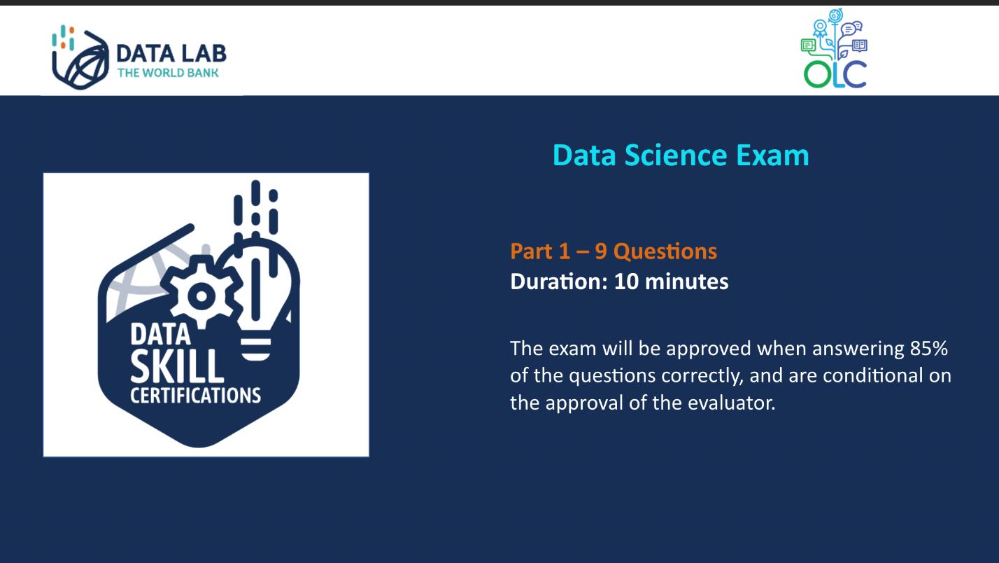 DATA LAB
THE WORLD BANK
OLC
Data Science Exam
Part 1 – 9 Questions
Duration: 10 minutes
The exam will be approved when answering 85%
of the questions correctly, and are conditional on
the approval of the evaluator.
DATA
SKILL
CERTIFICATIONS